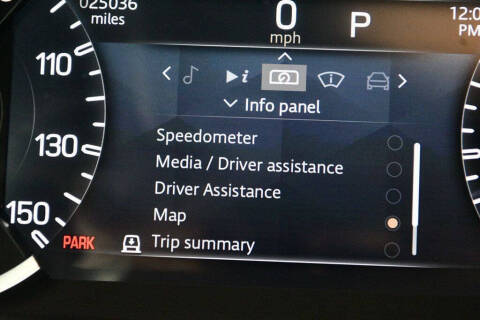 025036
miles
0
mph
P
12:0
PM
110
130
150
PARK
i
Info panel
Speedometer
Media / Driver assistance
Driver Assistance
Map
Trip summary